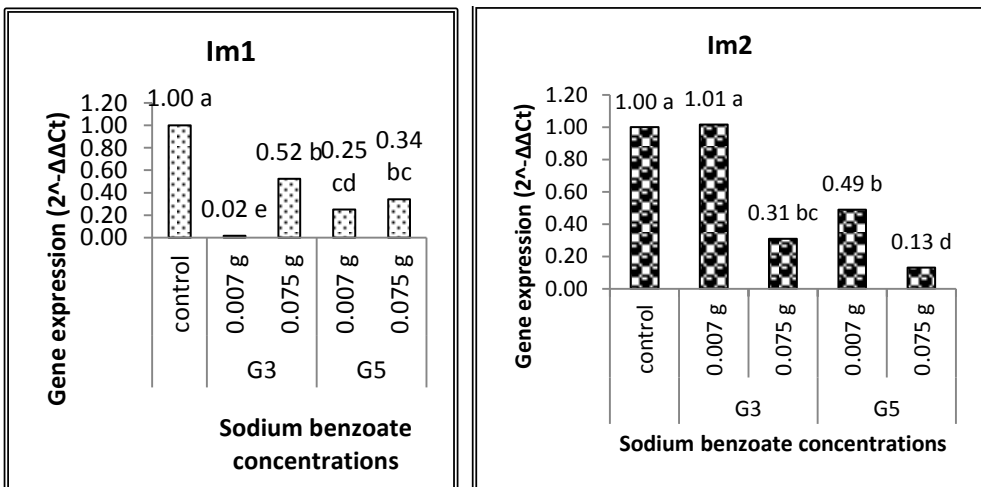 Im1
Gene expression (2^-ΔΔCt)
1.20
1.00
0.80
0.60
0.40
0.20
0.00
1.00 a
0.02 e
0.52 b
0.25
cd
0.34
bc
control
0.007 g
0.075 g
0.007 g
0.075 g
G3
G5
Sodium benzoate
concentrations
Im2
Gene expression (2^-ΔΔCt)
1.20
1.00
0.80
0.60
0.40
0.20
0.00
1.00 a
1.01 a
0.31 bc
0.49 b
0.13 d
control
0.007 g
0.075 g
0.007 g
0.075 g
G3
G5
Sodium benzoate concentrations